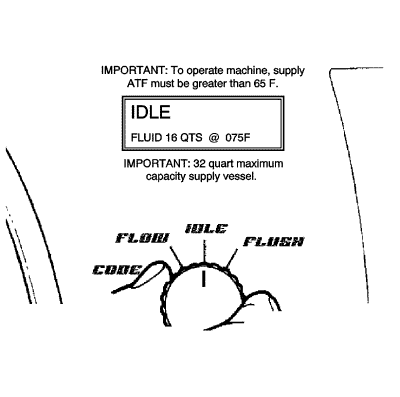 IMPORTANT: To operate machine, supply
ATF must be greater than 65 F.
IDLE
FLUID 16 QTS @ 075F
IMPORTANT: 32 quart maximum
capacity supply vessel.
IDLE
FLOW
FLUSH
CODE